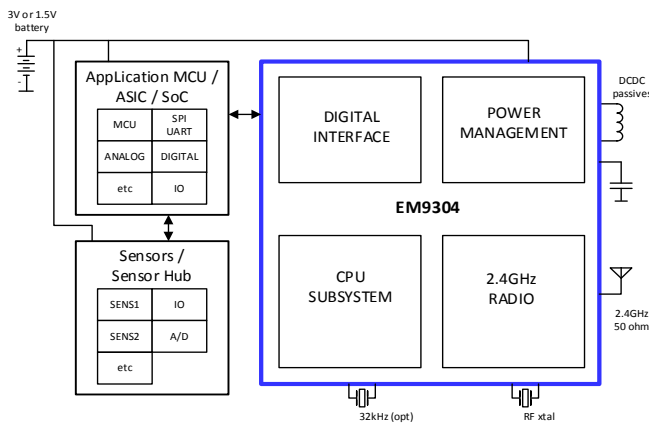 3V or 1.5V
battery
+
-
AppLication MCU /
ASIC / SoC
MCU
SPI
UART
ANALOG
DIGITAL
etc
IO
Sensors /
Sensor Hub
SENS1
IO
SENS2
A/D
etc
DIGITAL
INTERFACE
POWER
MANAGEMENT
EM9304
CPU
SUBSYSTEM
2.4GHz
RADIO
DCDC
passives
2.4GHz
50 ohm
32kHz (opt)
RF xtal